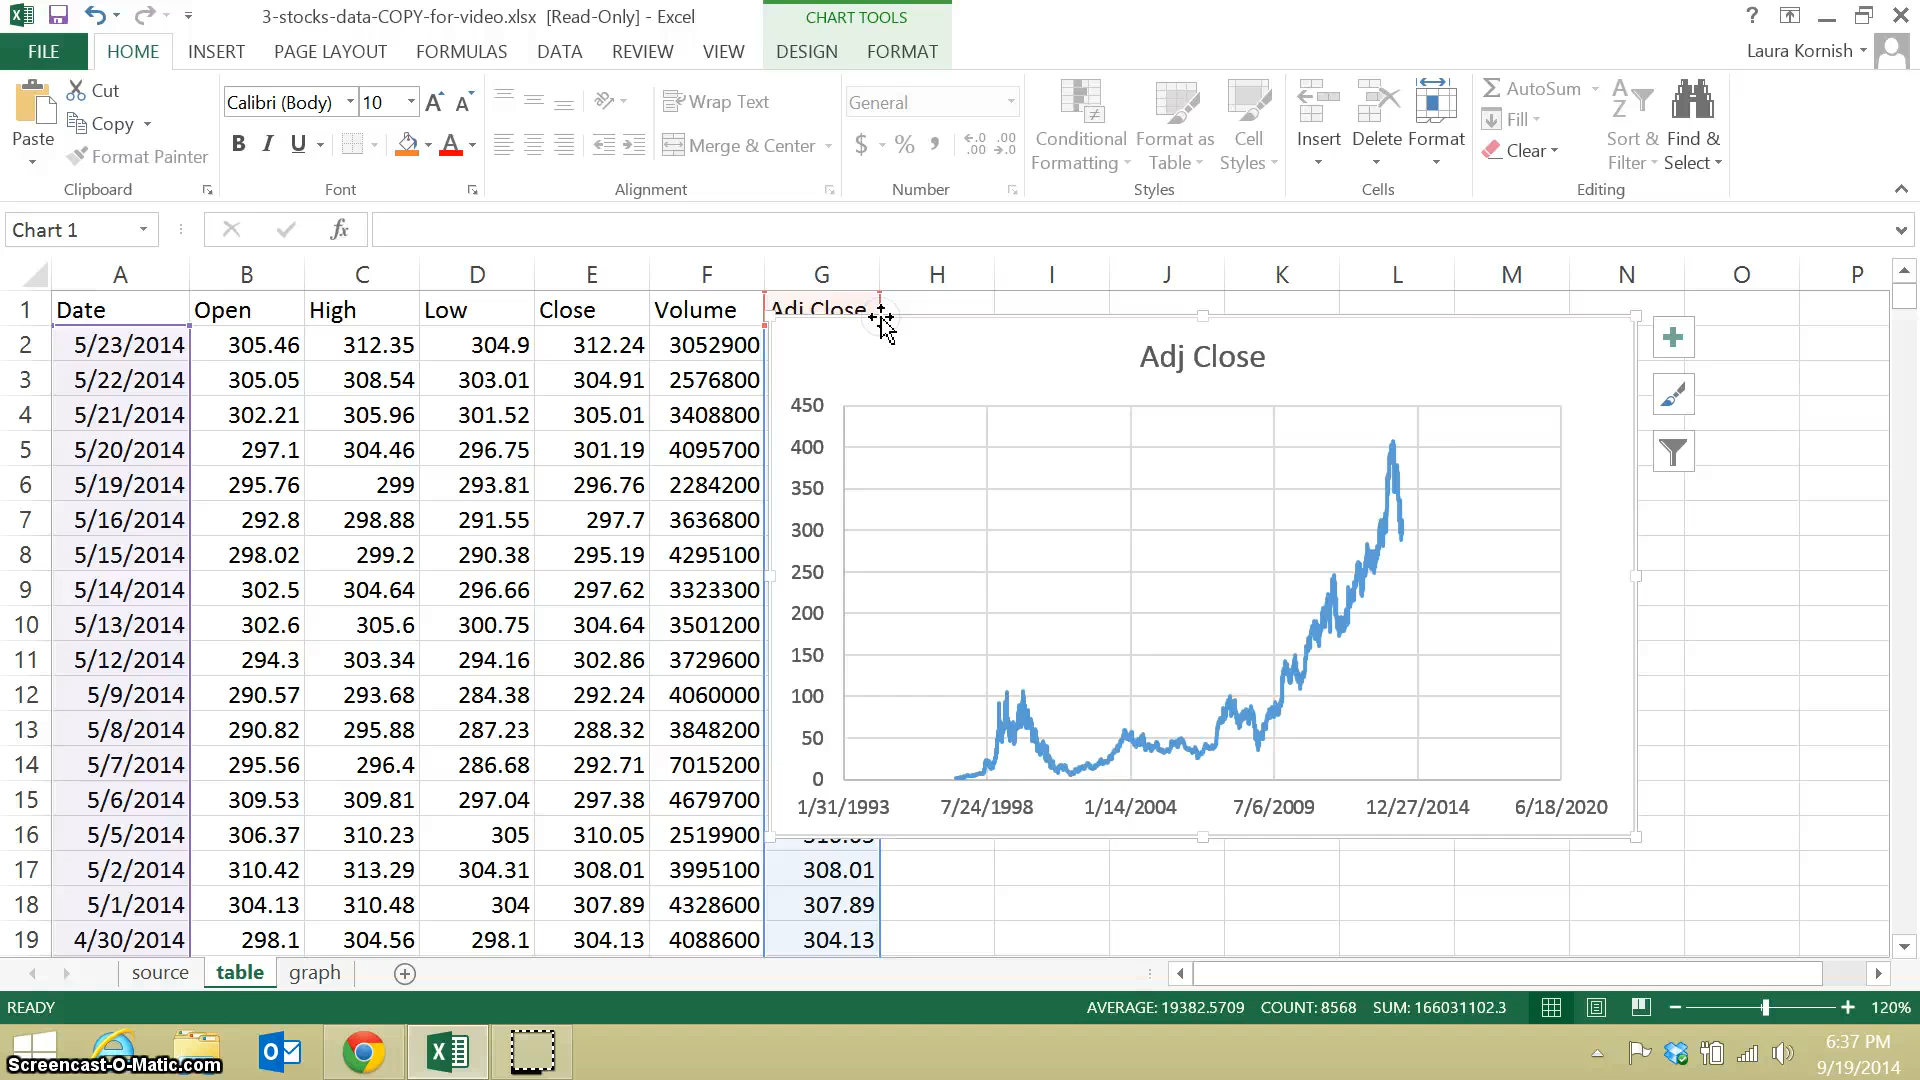 3-stocks-data-COPY-for-video.xlsx [Read-Only] - Excel
CHART TOOLS
?
FILE HOME INSERT PAGE LAYOUT FORMULAS DATA REVIEW VIEW DESIGN FORMAT Laura Kornish
Cut
Copy
Format Painter
Paste
Clipboard
Calibri (Body) 10
B I U
Font
Wrap Text
Merge & Center
Alignment
General
$ % ,
Number
Conditional Formatting
Format as Table
Cell Styles
Styles
Insert Delete Format
Cells
AutoSum
Fill
Clear
Sort & Filter
Find & Select
Editing
Chart 1 fx
A B C D E F G H I J K L M N O P
1 Date Open High Low Close Volume Adj Close
2 5/23/2014 305.46 312.35 304.9 312.24 3052900
3 5/22/2014 305.05 308.54 303.01 304.91 2576800
4 5/21/2014 302.21 305.96 301.52 305.01 3408800
5 5/20/2014 297.1 304.46 296.75 301.19 4095700
6 5/19/2014 295.76 299 293.81 296.76 2284200
7 5/16/2014 292.8 298.88 291.55 297.7 3636800
8 5/15/2014 298.02 299.2 290.38 295.19 4295100
9 5/14/2014 302.5 304.64 296.66 297.62 3323300
10 5/13/2014 302.6 305.6 300.75 304.64 3501200
11 5/12/2014 294.3 303.34 294.16 302.86 3729600
12 5/9/2014 290.57 293.68 284.38 292.24 4060000
13 5/8/2014 290.82 295.88 287.23 288.32 3848200
14 5/7/2014 295.56 296.4 286.68 292.71 7015200
15 5/6/2014 309.53 309.81 297.04 297.38 4679700
16 5/5/2014 306.37 310.23 305 310.05 2519900
17 5/2/2014 310.42 313.29 304.31 308.01 3995100 308.01
18 5/1/2014 304.13 310.48 304 307.89 4328600 307.89
19 4/30/2014 298.1 304.56 298.1 304.13 4088600 304.13
Adj Close
450
400
350
300
250
200
150
100
50
0
1/31/1993 7/24/1998 1/14/2004 7/6/2009 12/27/2014 6/18/2020
source table graph
READY AVERAGE: 19382.5709 COUNT: 8568 SUM: 166031102.3 120%
Screencast-O-Matic.com
6:37 PM
9/19/2014